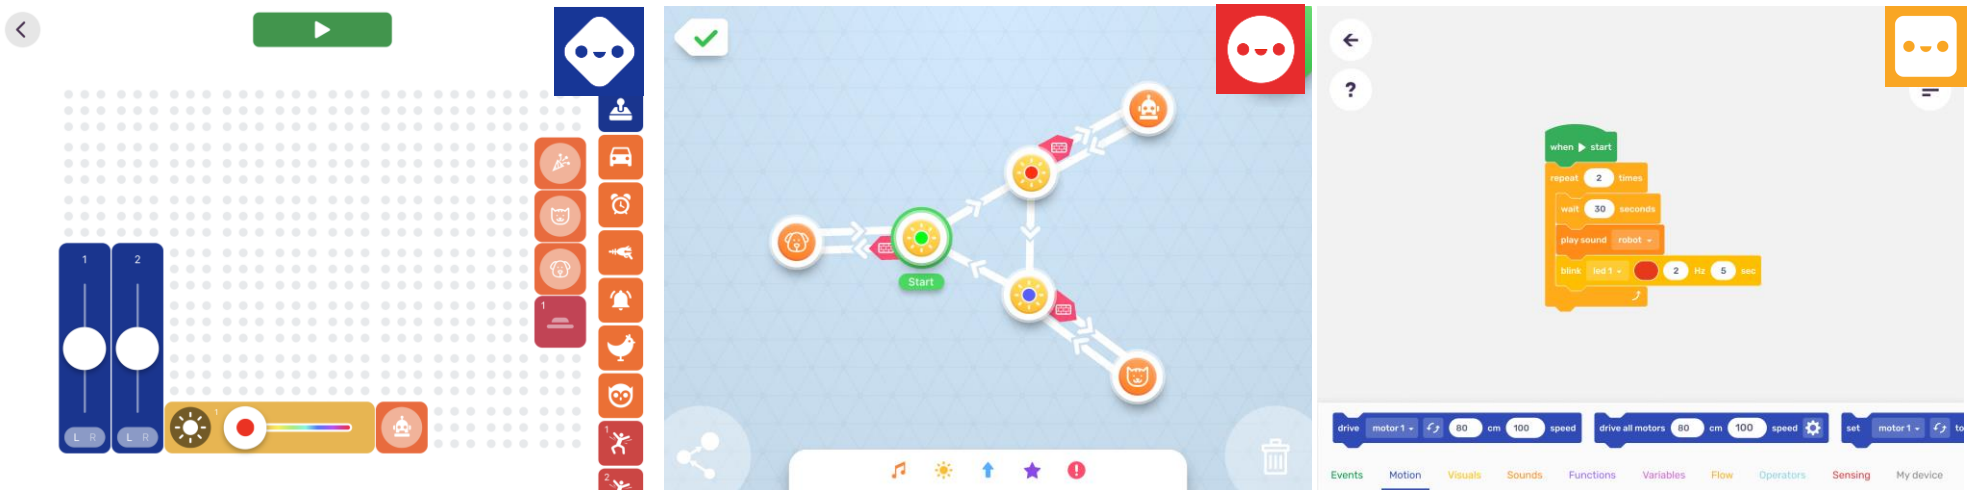 1
2
L R
L R
1
1
1
2
Start
?
when start
repeat 2 times
wait 30 seconds
play sound robot
blink led 1 2 Hz 5 sec
drive motor 1 80 cm 100 speed
drive all motors 80 cm 100 speed
set motor 1 to
Events Motion Visuals Sounds Functions Variables Flow Operators Sensing My device